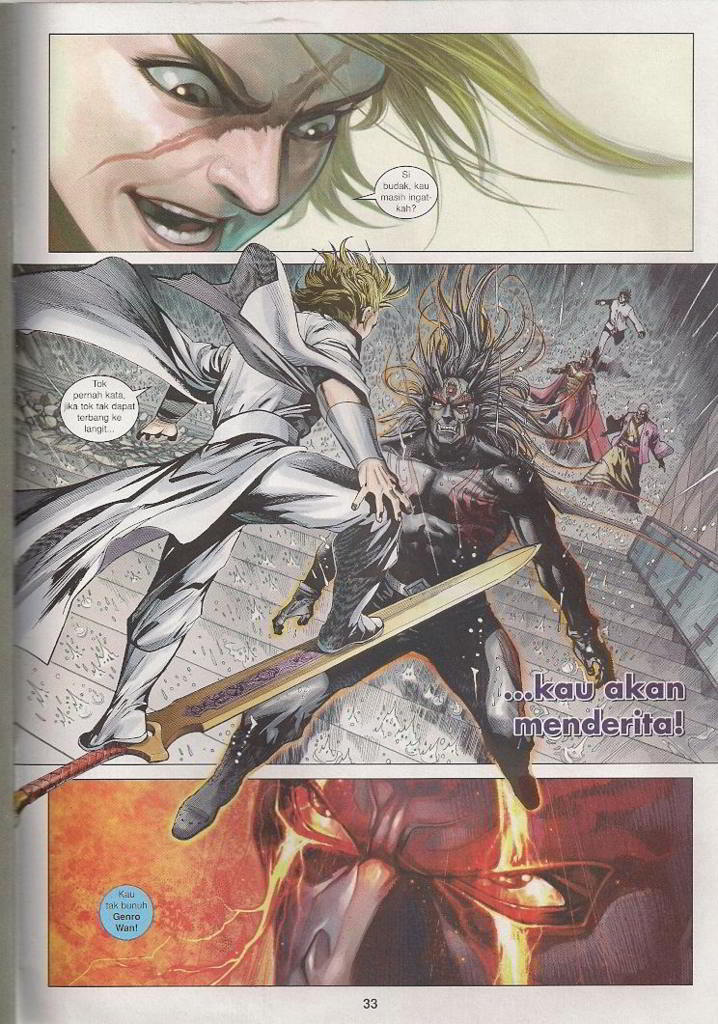 Si
budak, kau
masih ingat-
kah?
Tok
pernah kata,
jika tok tak dapat
terbang ke
langit...
...kau akan
menderita!
Kau
tak bunuh
Genro
Wan!
33